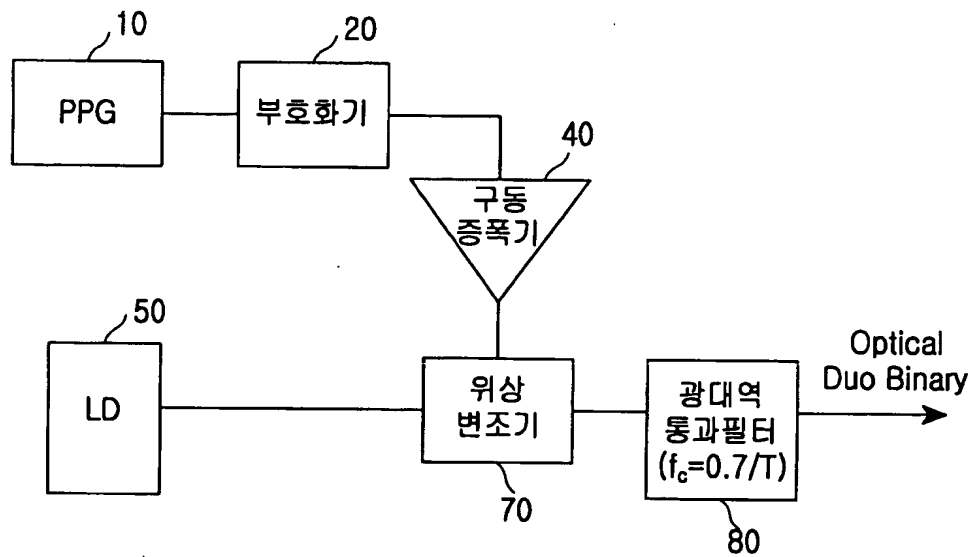 10
PPG
20
부호화기
40
구동
증폭기
50
LD
위상
변조기
70
광대역
통과필터
(fc=0.7/T)
80
Optical
Duo Binary